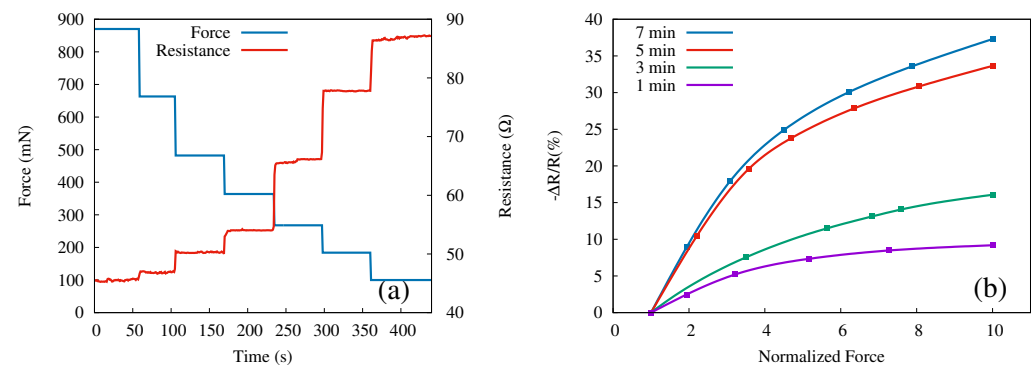 900
800
700
600
500
400
300
200
100
0
Force (mN)
Force
Resistance
90
80
70
60
50
40
Resistance (Ω)
(a)
0 50 100 150 200 250 300 350 400
Time (s)
40
35
30
25
20
15
10
5
0
-ΔR/R(%)
7 min
5 min
3 min
1 min
(b)
0 2 4 6 8 10
Normalized Force